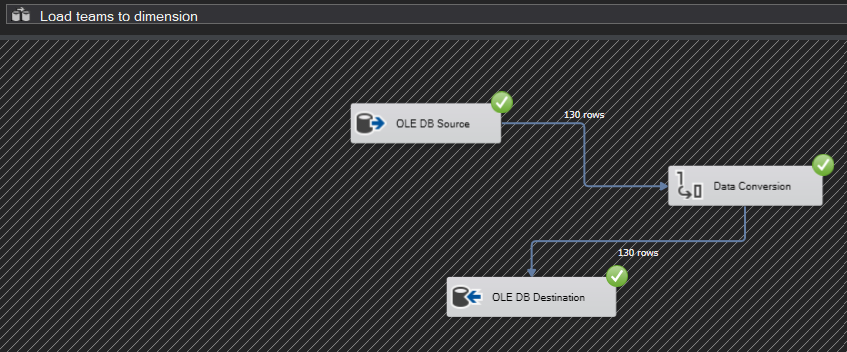 Load teams to dimension
OLE DB Source
130 rows
Data Conversion
130 rows
OLE DB Destination